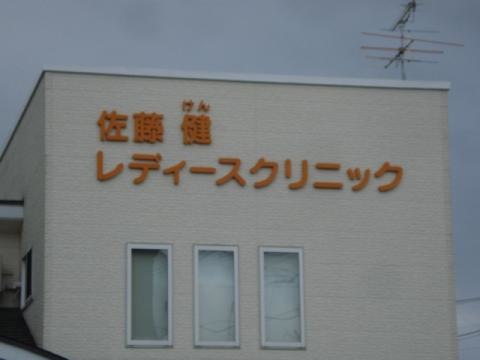 けん
佐藤 健
レディースクリニック